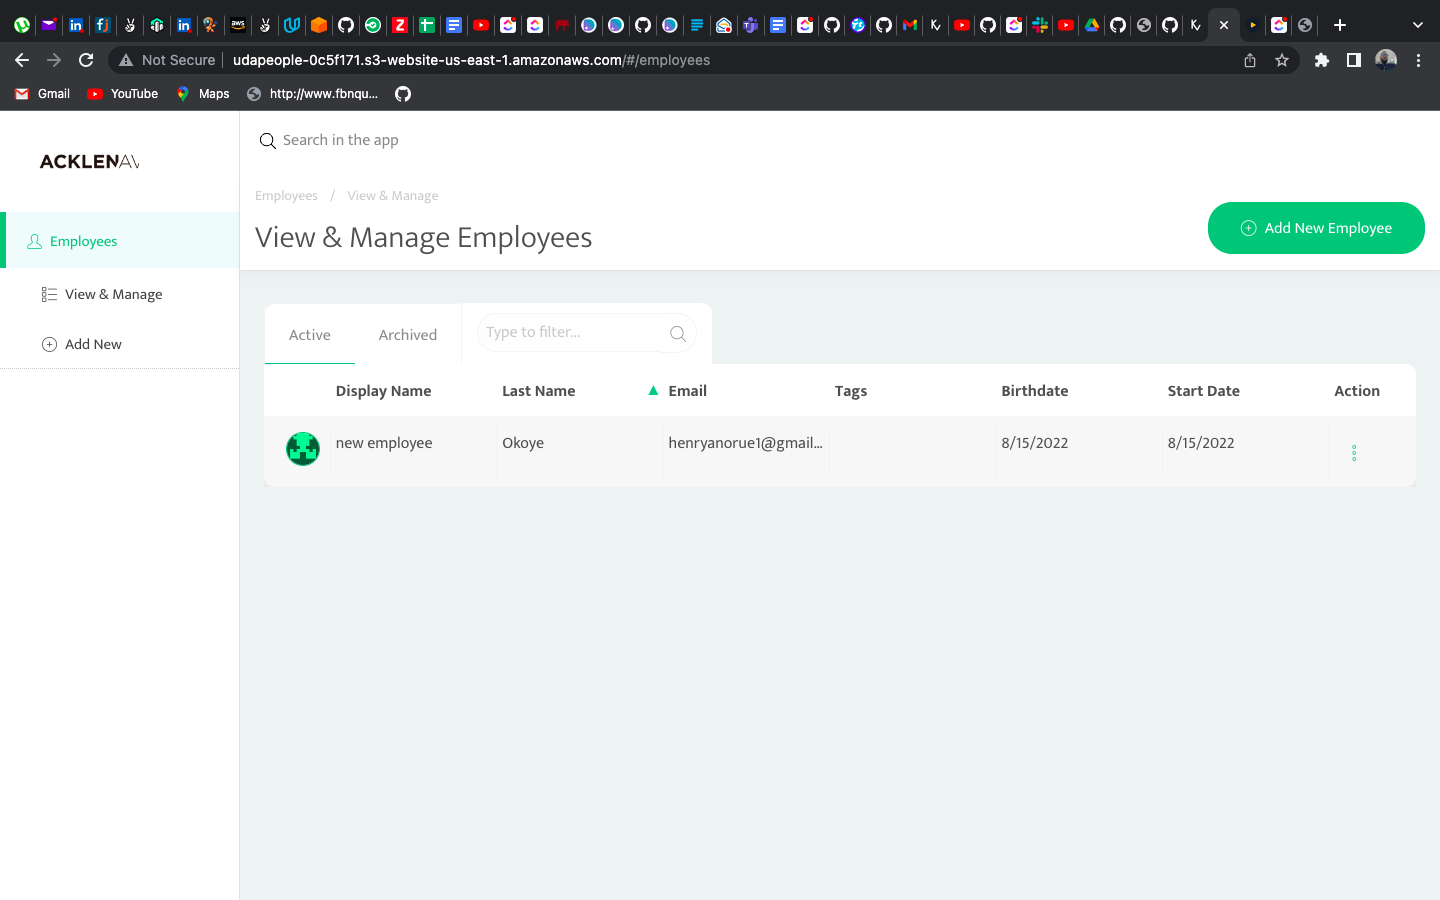 Not Secure
udapeople-0c5f171.s3-website-us-east-1.amazonaws.com/#/employees
Gmail
YouTube
Maps
http://www.fbnqu...
ACKLENAV
Search in the app
Employees / View & Manage
View & Manage Employees
Add New Employee
Employees
View & Manage
Add New
Active
Archived
Type to filter...
Display Name
Last Name
Email
Tags
Birthdate
Start Date
Action
new employee
Okoye
henryanorue1@gmail...
8/15/2022
8/15/2022